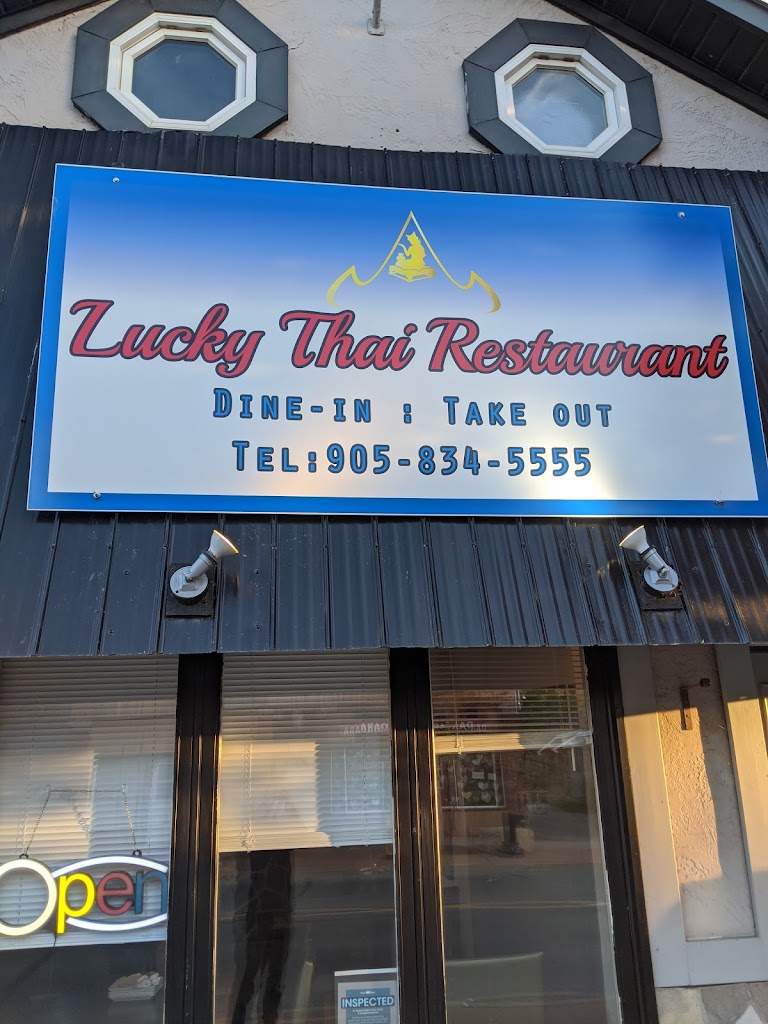 Lucky Thai Restaurant
Dine-in : Take out
Tel:905-834-5555
Open
INSPECTED